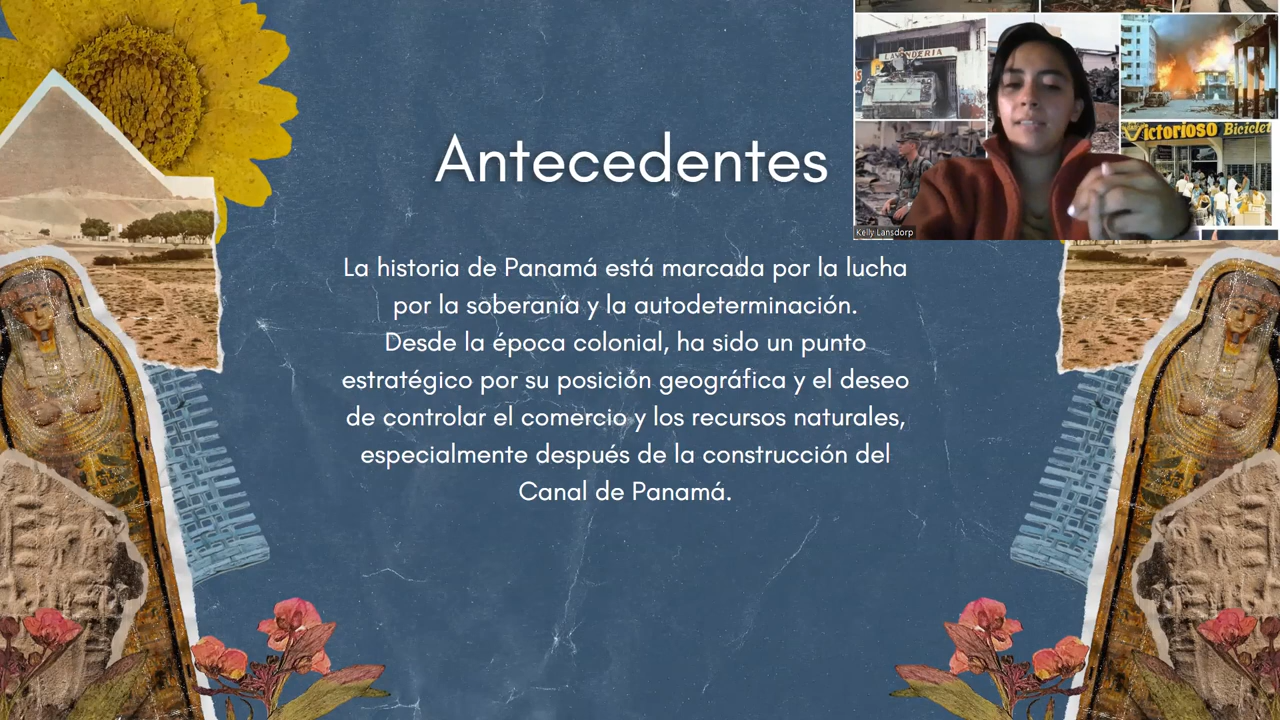 Antecedentes
La historia de Panamá está marcada por la lucha
por la soberanía y la autodeterminación.
Desde la época colonial, ha sido un punto
estratégico por su posición geográfica y el deseo
de controlar el comercio y los recursos naturales,
especialmente después de la construcción del
Canal de Panamá.
LAVANDERIA
Victorioso Biciclet
Kelly Lansdorp